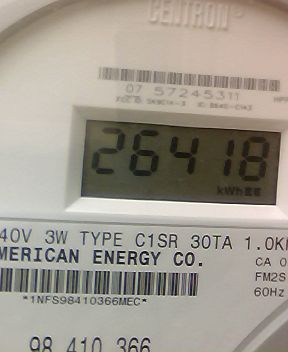 CENTRON®
07 57245311
26418
kWh
40V 3W TYPE C1SR 30TA 1.0K
MERICAN ENERGY CO.
CA 0
FM2S
60Hz
*1NFS98410366MEC*
98 410 366